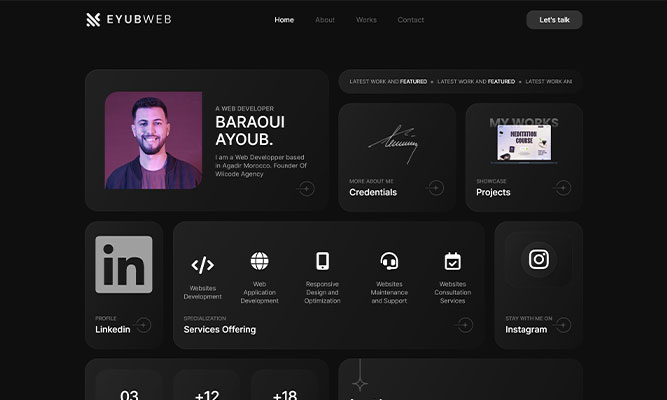 EYUBWEB
Home About Works Contact
Let's talk
A WEB DEVELOPER
BARAOUI
AYOUB.
I am a Web Developper based
in Agadir Morocco. Founder Of
Wiicode Agency
LATEST WORK AND FEATURED
LATEST WORK AND FEATURED
LATEST WORK AN
MORE ABOUT ME
Credentials
MY WORKS
MEDITATION
COURSE
SHOWCASE
Projects
in
PROFILE
Linkedin
Websites
Development
Web
Application
Development
Responsive
Design and
Optimization
Websites
Maintenance
and Support
Websites
Consultation
Services
SPECIALIZATION
Services Offering
STAY WITH ME ON
Instagram
03
+12
+18